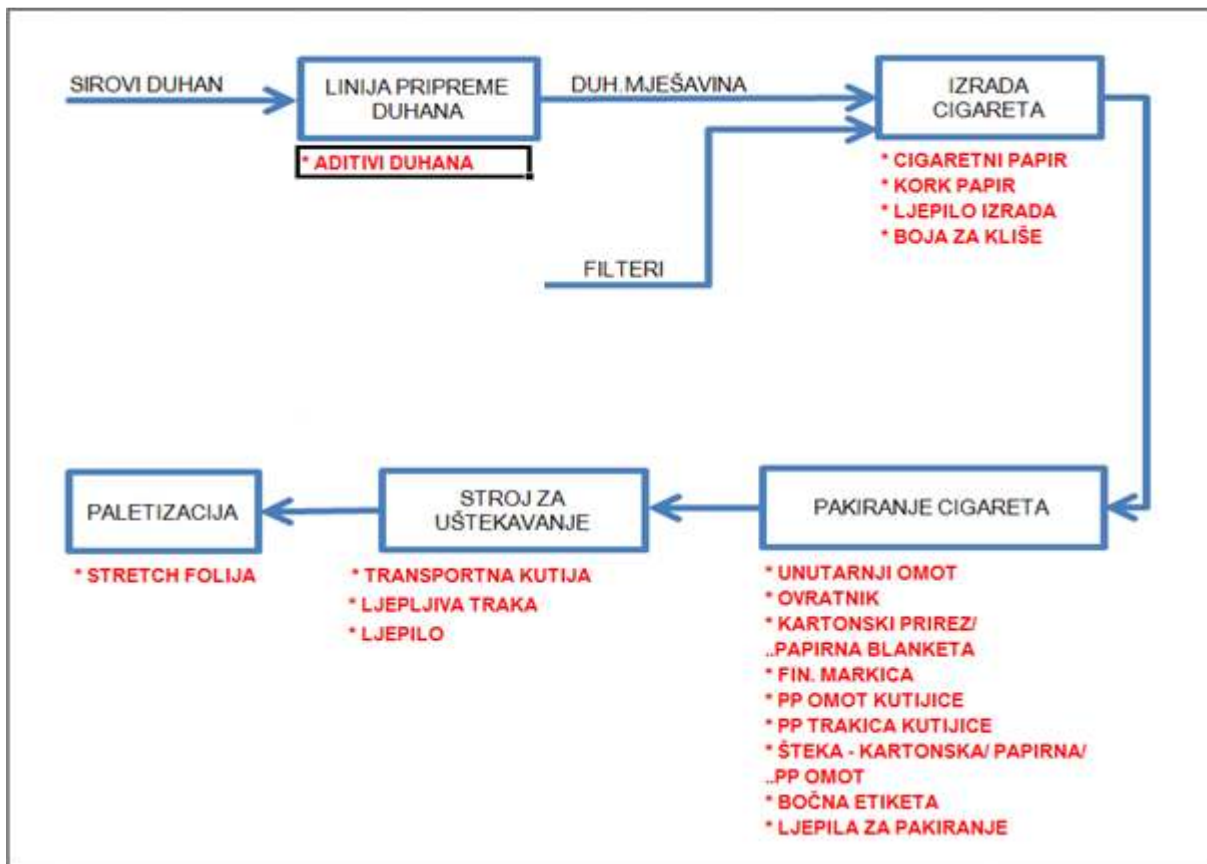 SIROVI DUHAN
LINIJA PRIPREME
DUHANA
* ADITIVI DUHANA
DUH.MJEŠAVINA
FILTERI
IZRADA
CIGARETA
* CIGARETNI PAPIR
* KORK PAPIR
* LJEPILO IZRADA
* BOJA ZA KLIŠE
PAKIRANJE CIGARETA
* UNUTARNJI OMOT
* OVRATNIK
* KARTONSKI PRIREZ/
..PAPIRNA BLANKETA
* FIN. MARKICA
* PP OMOT KUTIJICE
* PP TRAKICA KUTIJICE
* ŠTEKA - KARTONSKA/ PAPIRNA/
..PP OMOT
* BOČNA ETIKETA
* LJEPILA ZA PAKIRANJE
STROJ ZA
UŠTEKAVANJE
* TRANSPORTNA KUTIJA
* LJEPLJIVA TRAKA
* LJEPILO
PALETIZACIJA
* STRETCH FOLIJA